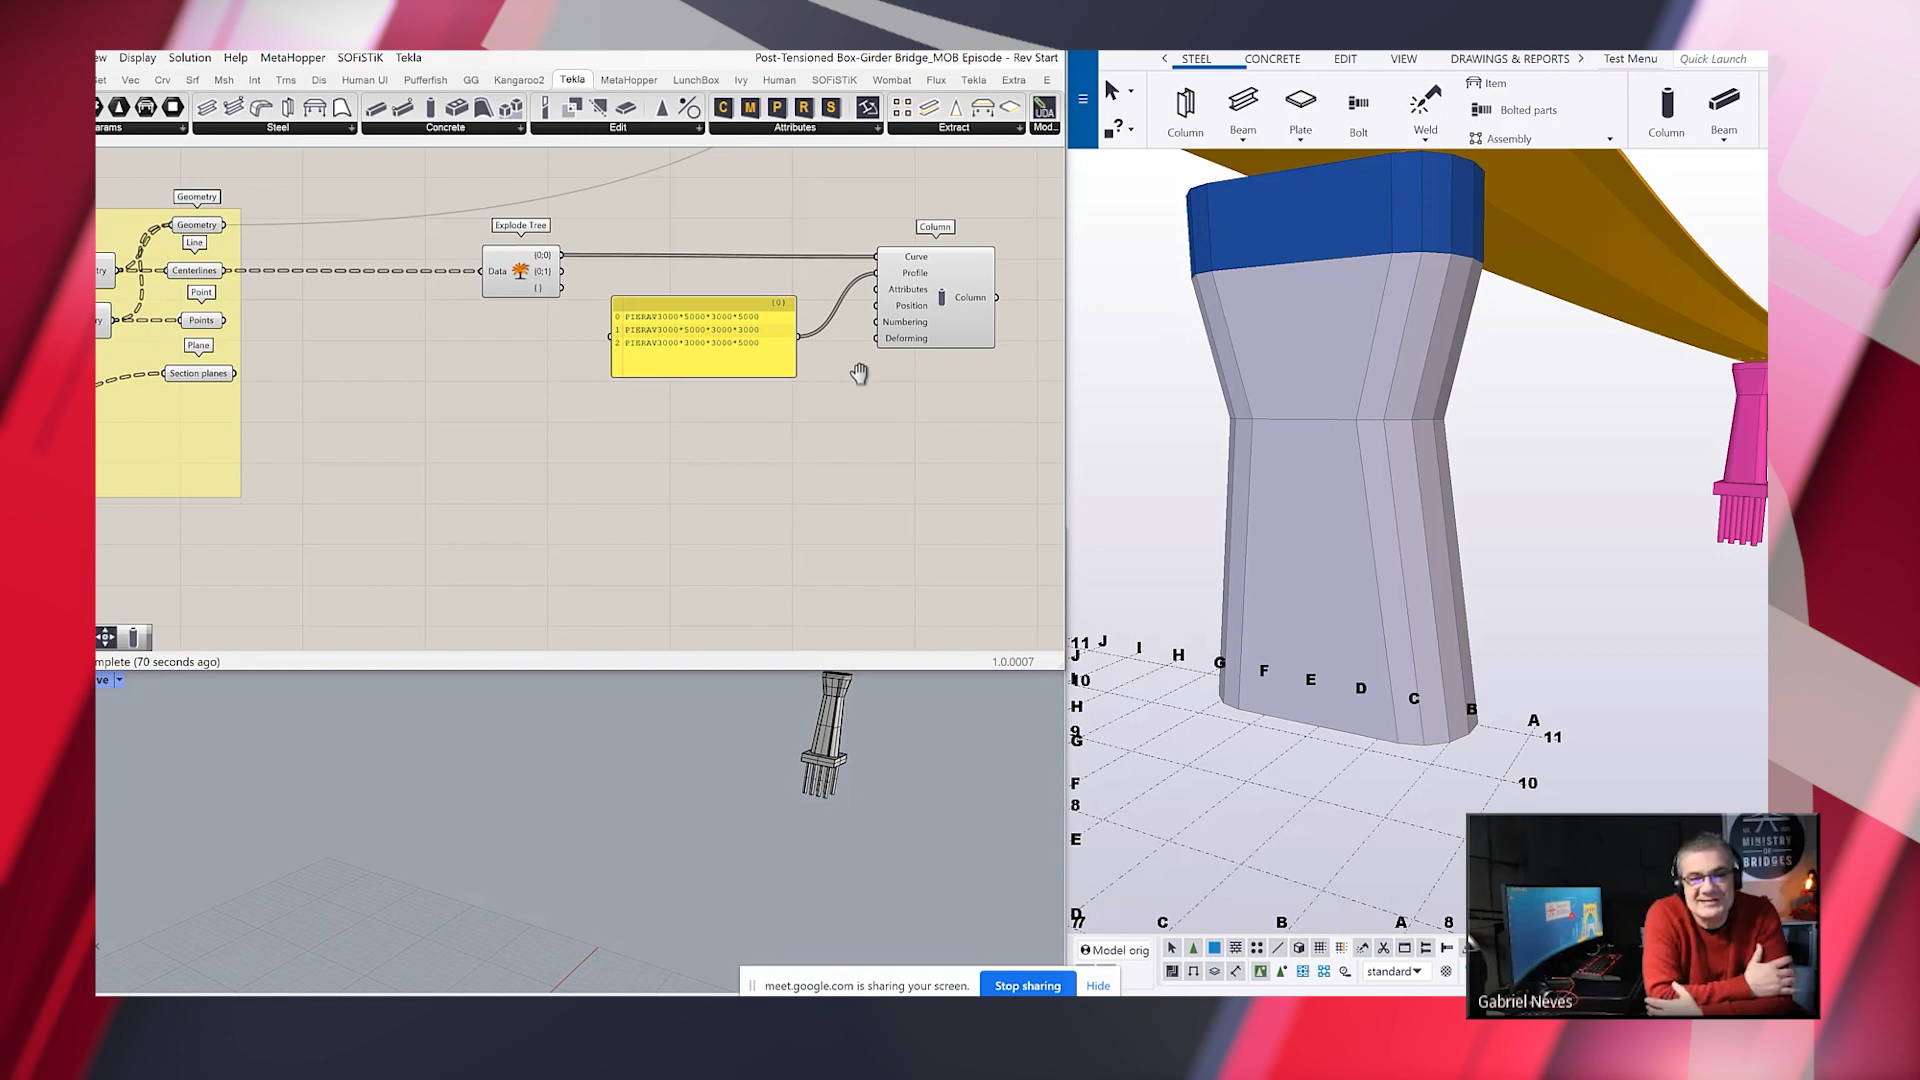 ew Display Solution Help MetaHopper SOFiSTiK Tekla
Post-Tensioned Box-Girder Bridge_MOB Episode - Rev Start
Set Vec Crv Srf Msh Int Trns Dis Human UI Pufferfish GG Kangaroo2 Tekla MetaHopper LunchBox Ivy Human SOFiSTiK Wombat Flux Tekla Extra E
C M P R S UDA
arams Steel Concrete Edit Attributes Extract Mod...
Geometry
Geometry
Line
Centerlines
Point
Points
Plane
Section planes
try
ry
Explode Tree
Data
{0;0}
{0;1}
{ }
{0}
0 PIERAV3000*5000*3000*5000
1 PIERAV3000*5000*3000*3000
2 PIERAV3000*3000*3000*5000
Column
Curve
Profile
Attributes
Position
Numbering
Deforming
Column
mplete (70 seconds ago)
1.0.0007
ve
STEEL CONCRETE EDIT VIEW DRAWINGS & REPORTS Test Menu Quick Launch
Column Beam Plate Bolt Weld
Item
Bolted parts
Assembly
Column Beam
11 J I H G F E D C B A 11
J
10
H
9
G
F
8
E
D
7 C B A 8
10
Model orig
standard
meet.google.com is sharing your screen. Stop sharing Hide
MINISTRY
OF
BRIDGES
Gabriel Neves